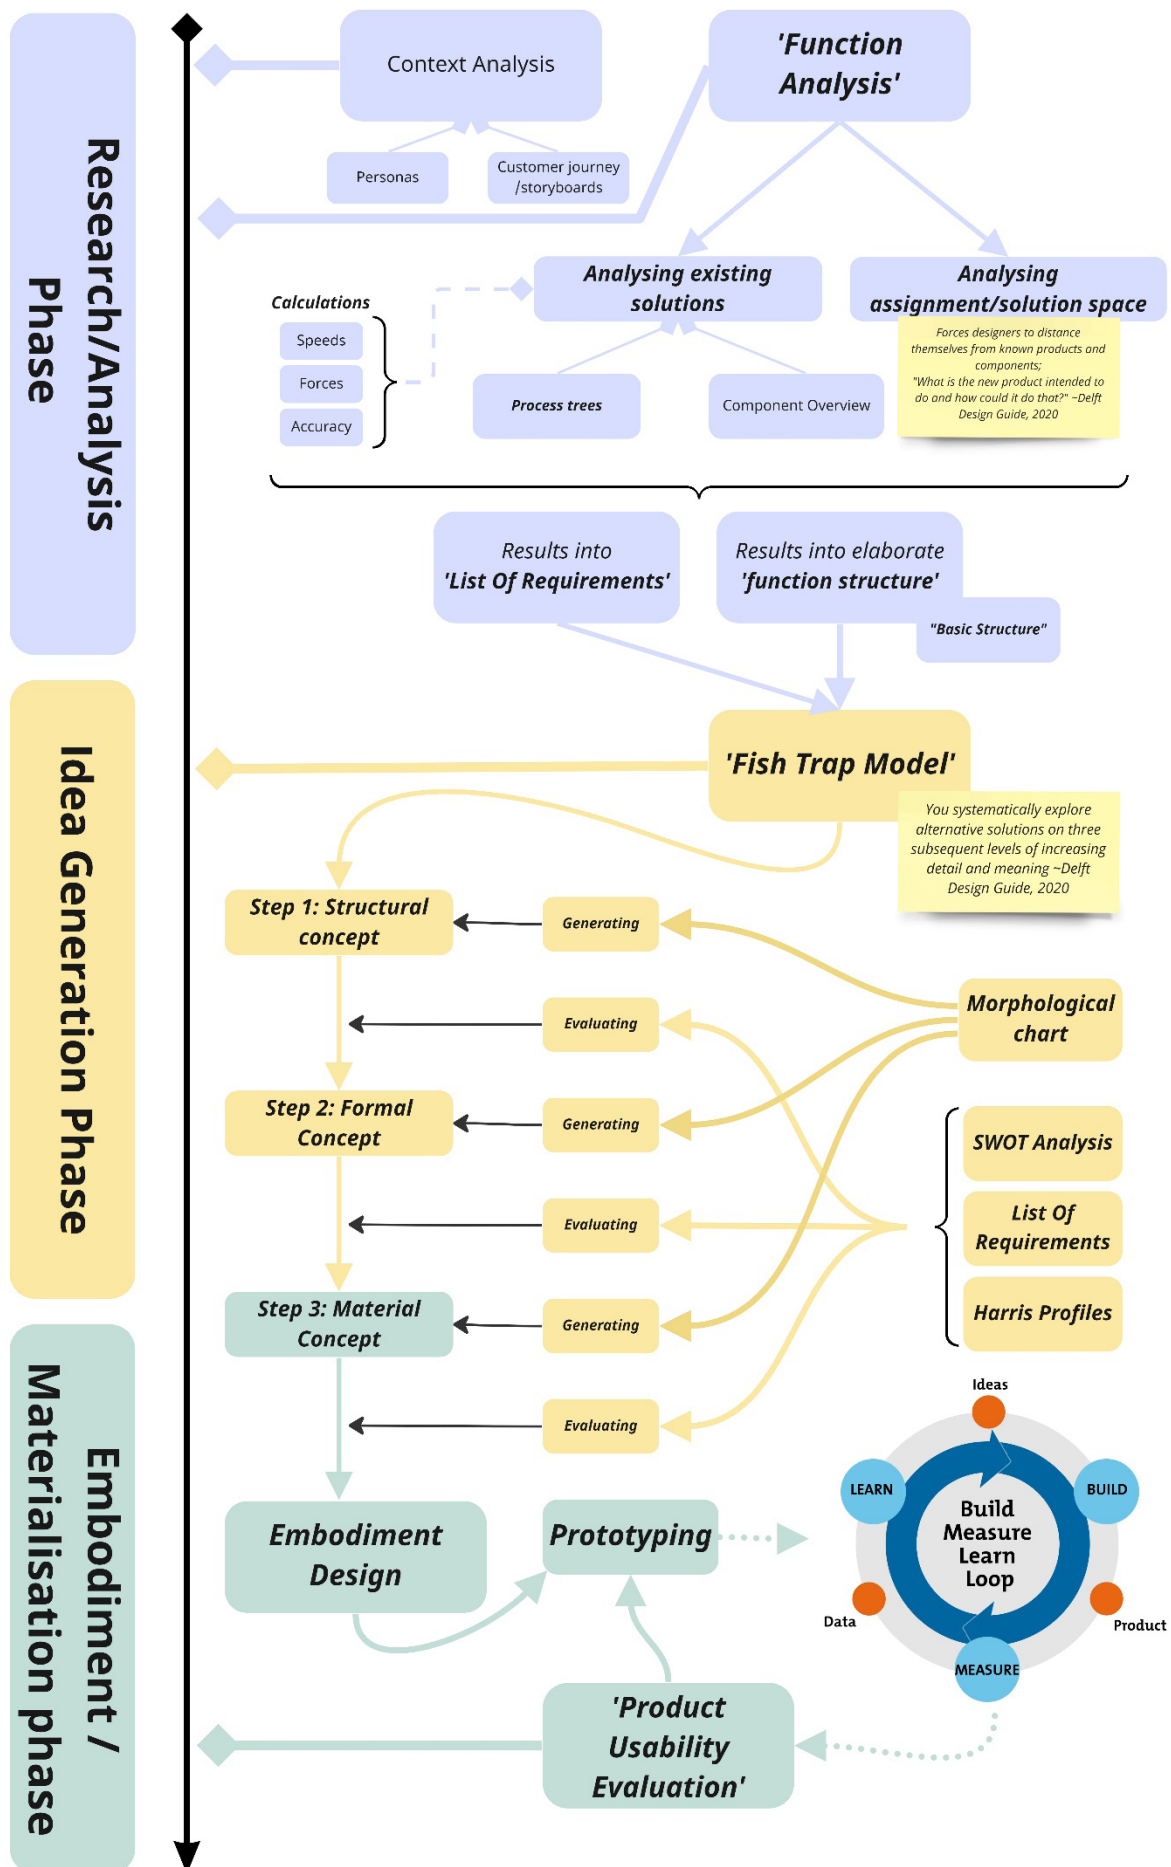 Research/Analysis
Phase
Context Analysis
'Function
Analysis'
Personas
Customer journey
/storyboards
Analysing existing
solutions
Analysing
assignment/solution space
Calculations
Speeds
Forces
Accuracy
Process trees
Component Overview
Forces designers to distance
themselves from known products and
components;
"What is the new product intended to
do and how could it do that?" ~Delft
Design Guide, 2020
Results into
'List Of Requirements'
Results into elaborate
'function structure'
"Basic Structure"
Idea Generation Phase
'Fish Trap Model'
You systematically explore
alternative solutions on three
subsequent levels of increasing
detail and meaning ~Delft
Design Guide, 2020
Step 1: Structural
concept
Generating
Evaluating
Morphological
chart
Step 2: Formal
Concept
Generating
Evaluating
SWOT Analysis
List Of
Requirements
Harris Profiles
Step 3: Material
Concept
Generating
Evaluating
Embodiment /
Materialisation phase
Embodiment
Design
Prototyping
Ideas
LEARN
BUILD
Build
Measure
Learn
Loop
Data
Product
MEASURE
'Product
Usability
Evaluation'